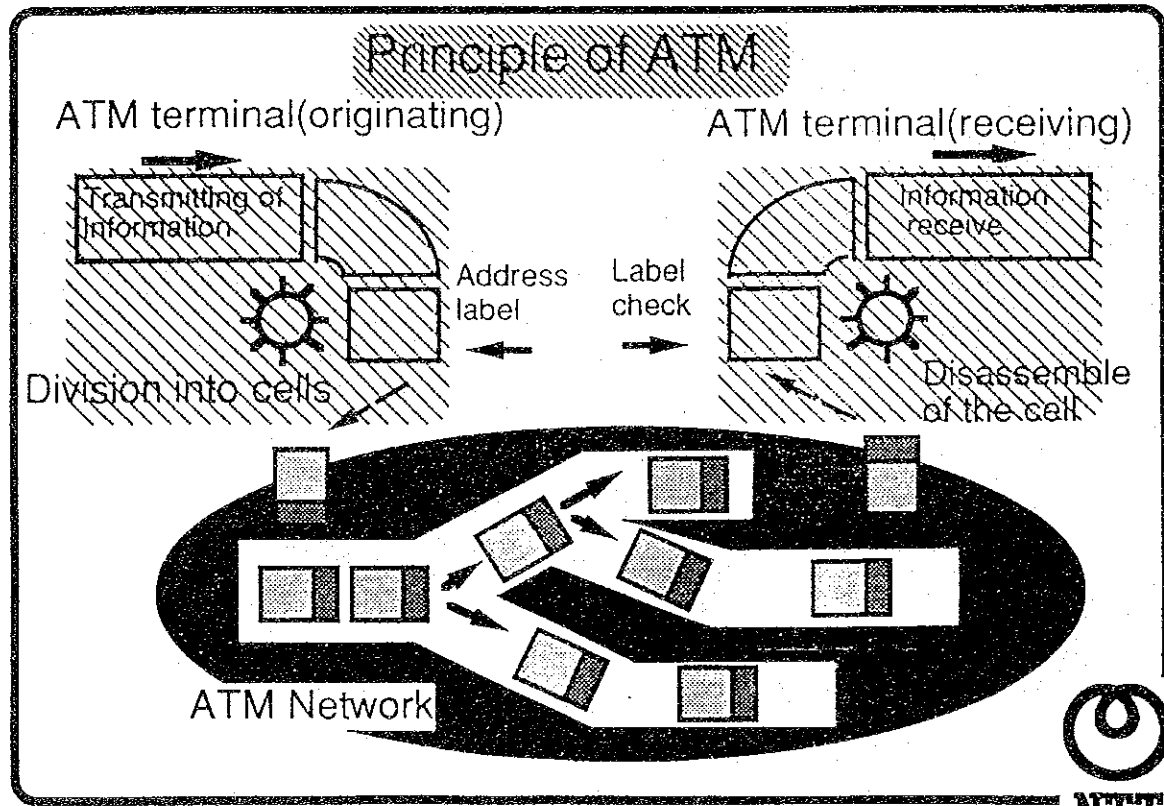 Principle of ATM
ATM terminal(originating)
ATM terminal(receiving)
Transmitting of
Information
Information
receive
Address
label
Label
check
Division into cells
Disassemble
of the cell
ATM Network